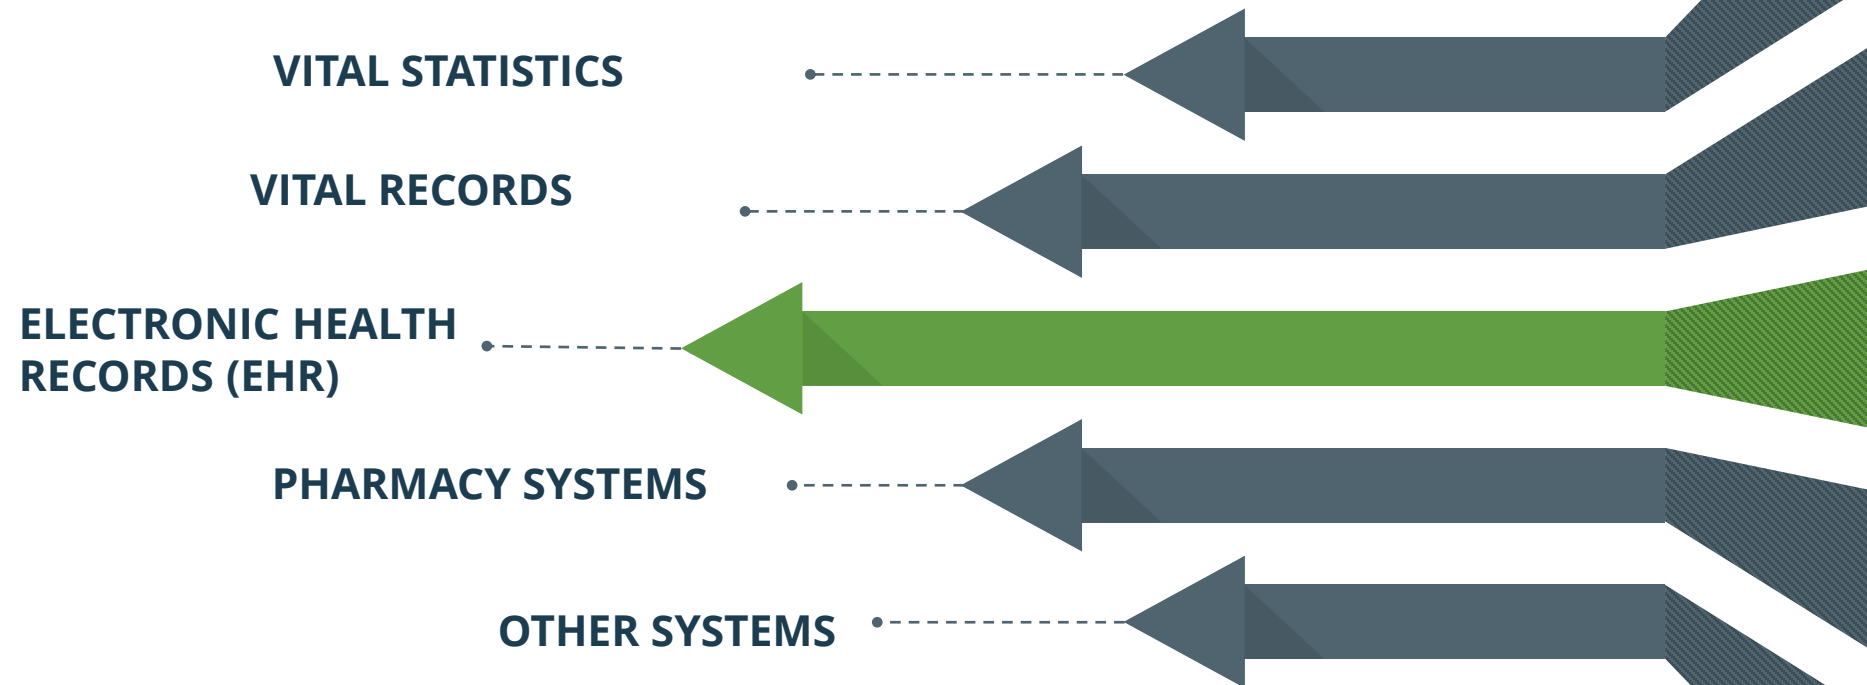 VITAL STATISTICS
VITAL RECORDS
ELECTRONIC HEALTH
RECORDS (EHR)
PHARMACY SYSTEMS
OTHER SYSTEMS